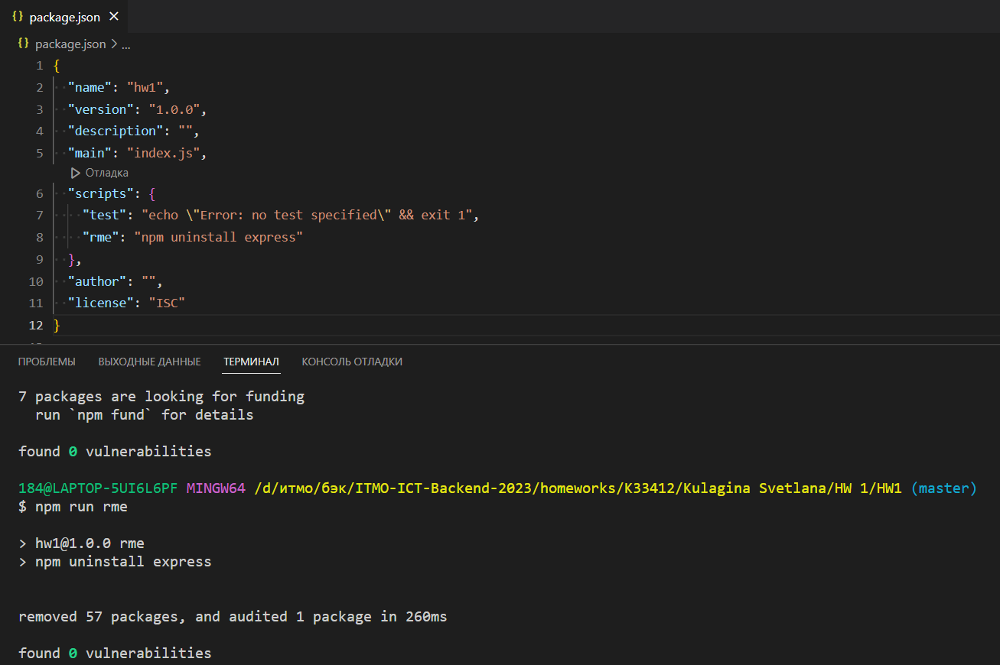 {} package.json ×
{} package.json > ...
1 {
2 "name": "hw1",
3 "version": "1.0.0",
4 "description": "",
5 "main": "index.js",
Отладка
6 "scripts": {
7 "test": "echo \"Error: no test specified\" && exit 1",
8 "rme": "npm uninstall express"
9 },
10 "author": "",
11 "license": "ISC"
12 }
ПРОБЛЕМЫ ВЫХОДНЫЕ ДАННЫЕ ТЕРМИНАЛ КОНСОЛЬ ОТЛАДКИ
7 packages are looking for funding
run `npm fund` for details
found 0 vulnerabilities
184@LAPTOP-5UI6L6PF MINGW64 /d/итмо/бэк/ITMO-ICT-Backend-2023/homeworks/K33412/Kulagina Svetlana/HW 1/HW1 (master)
$ npm run rme
> hw1@1.0.0 rme
> npm uninstall express
removed 57 packages, and audited 1 package in 260ms
found 0 vulnerabilities